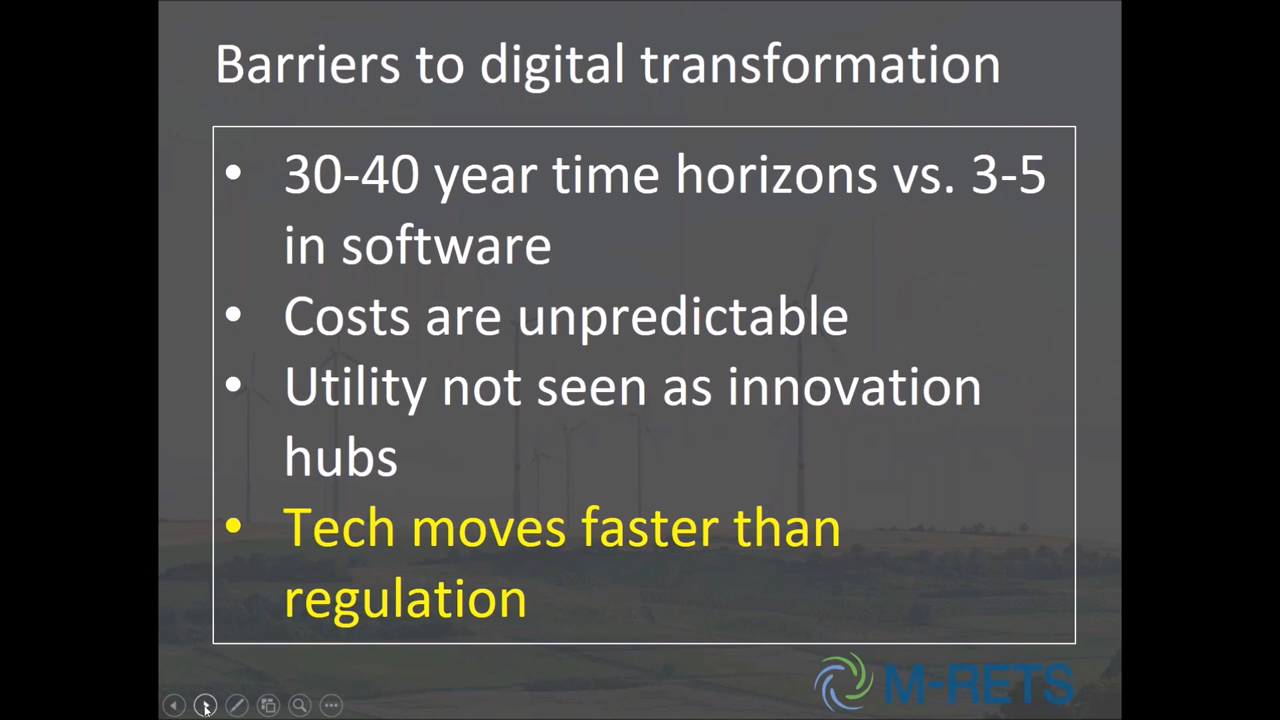 Barriers to digital transformation
• 30-40 year time horizons vs. 3-5
in software
• Costs are unpredictable
• Utility not seen as innovation
hubs
• Tech moves faster than
regulation
M-RETS